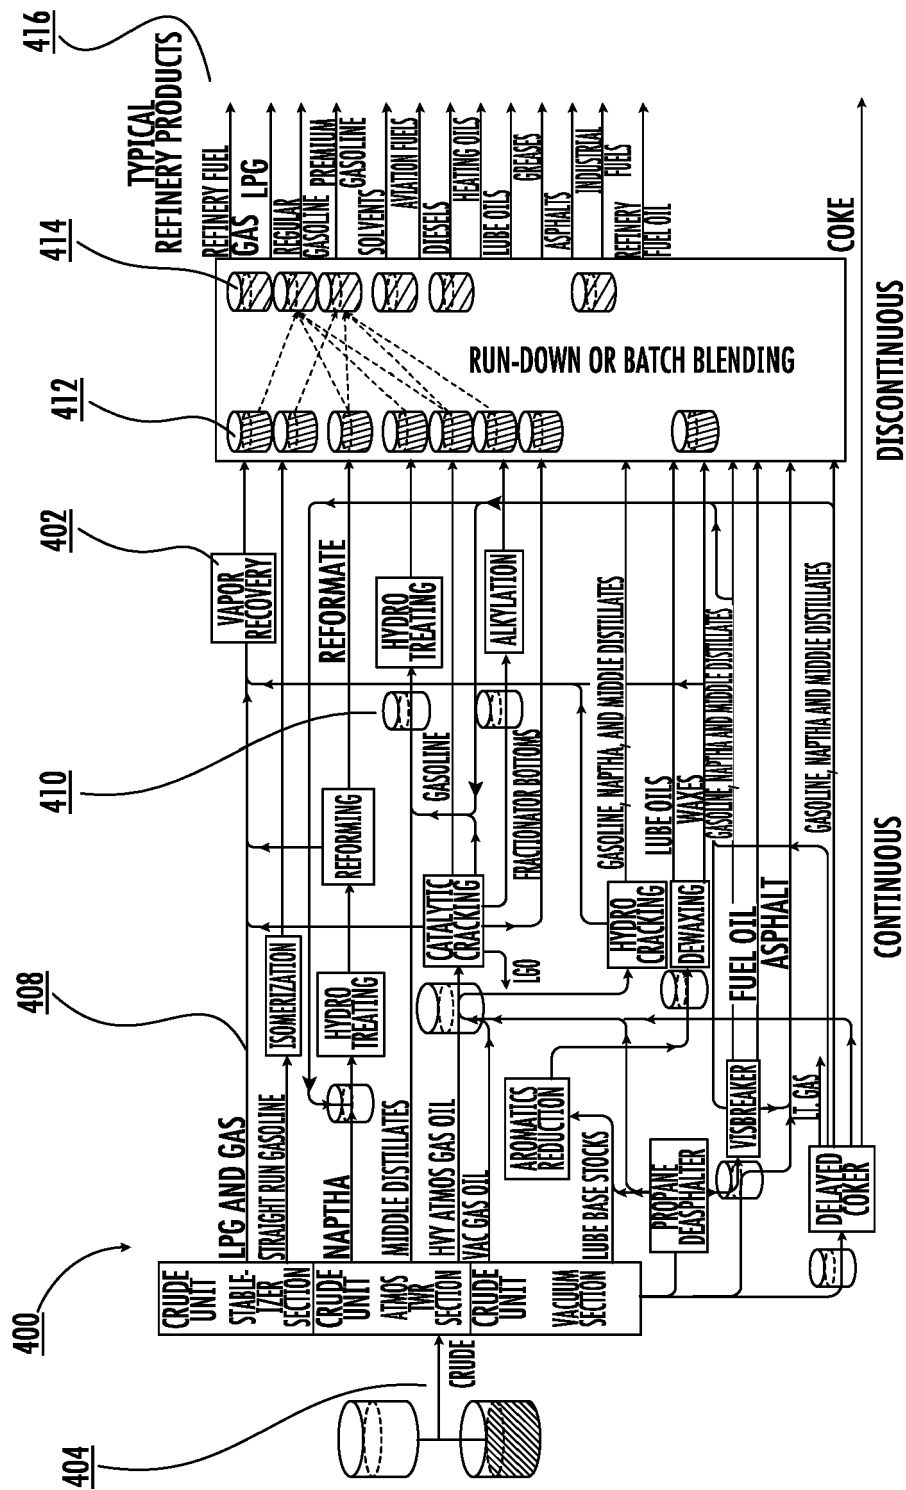 400
404
CRUDE
CRUDE
UNIT
STABLE-
IZER
SECTION
CRUDE
UNIT
ATMOS
TWR
SECTION
CRUDE
UNIT
VACUUM
SECTION
408
LPG AND GAS
STRAIGHT RUN GASOLINE
NAPTHA
MIDDLE DISTILLATES
HVY ATMOS GAS OIL
VAC GAS OIL
LUBE BASE STOCKS
ISOMERIZATION
HYDRO
TREATING
AROMATICS
REDUCTION
PROPANE
DEASPHALTER
VISBREAKER
DELAYED
COKER
LT. GAS
REFORMING
CATALYTIC
CRACKING
LGO
HYDRO
CRACKING
DEWAXING
FUEL OIL
ASPHALT
410
402
VAPOR
RECOVERY
REFORMATE
HYDRO
TREATING
GASOLINE
ALKYLATION
FRACTIONATOR BOTTOMS
GASOLINE, NAPTHA, AND MIDDLE DISTILLATES
LUBE OILS
WAXES
GASOLINE NAPTHA AND MIDDLE DISTILLATES
GASOLINE, NAPTHA AND MIDDLE DISTILLATES
CONTINUOUS
412
414
RUN-DOWN OR BATCH BLENDING
416
TYPICAL
REFINERY PRODUCTS
REFINERY FUEL
GAS
LPG
REGULAR
GASOLINE
PREMIUM
GASOLINE
SOLVENTS
AVIATION FUELS
DIESELS
HEATING OILS
LUBE OILS
GREASES
ASPHALTS
INDUSTRIAL
FUELS
REFINERY
FUEL OIL
COKE
DISCONTINUOUS